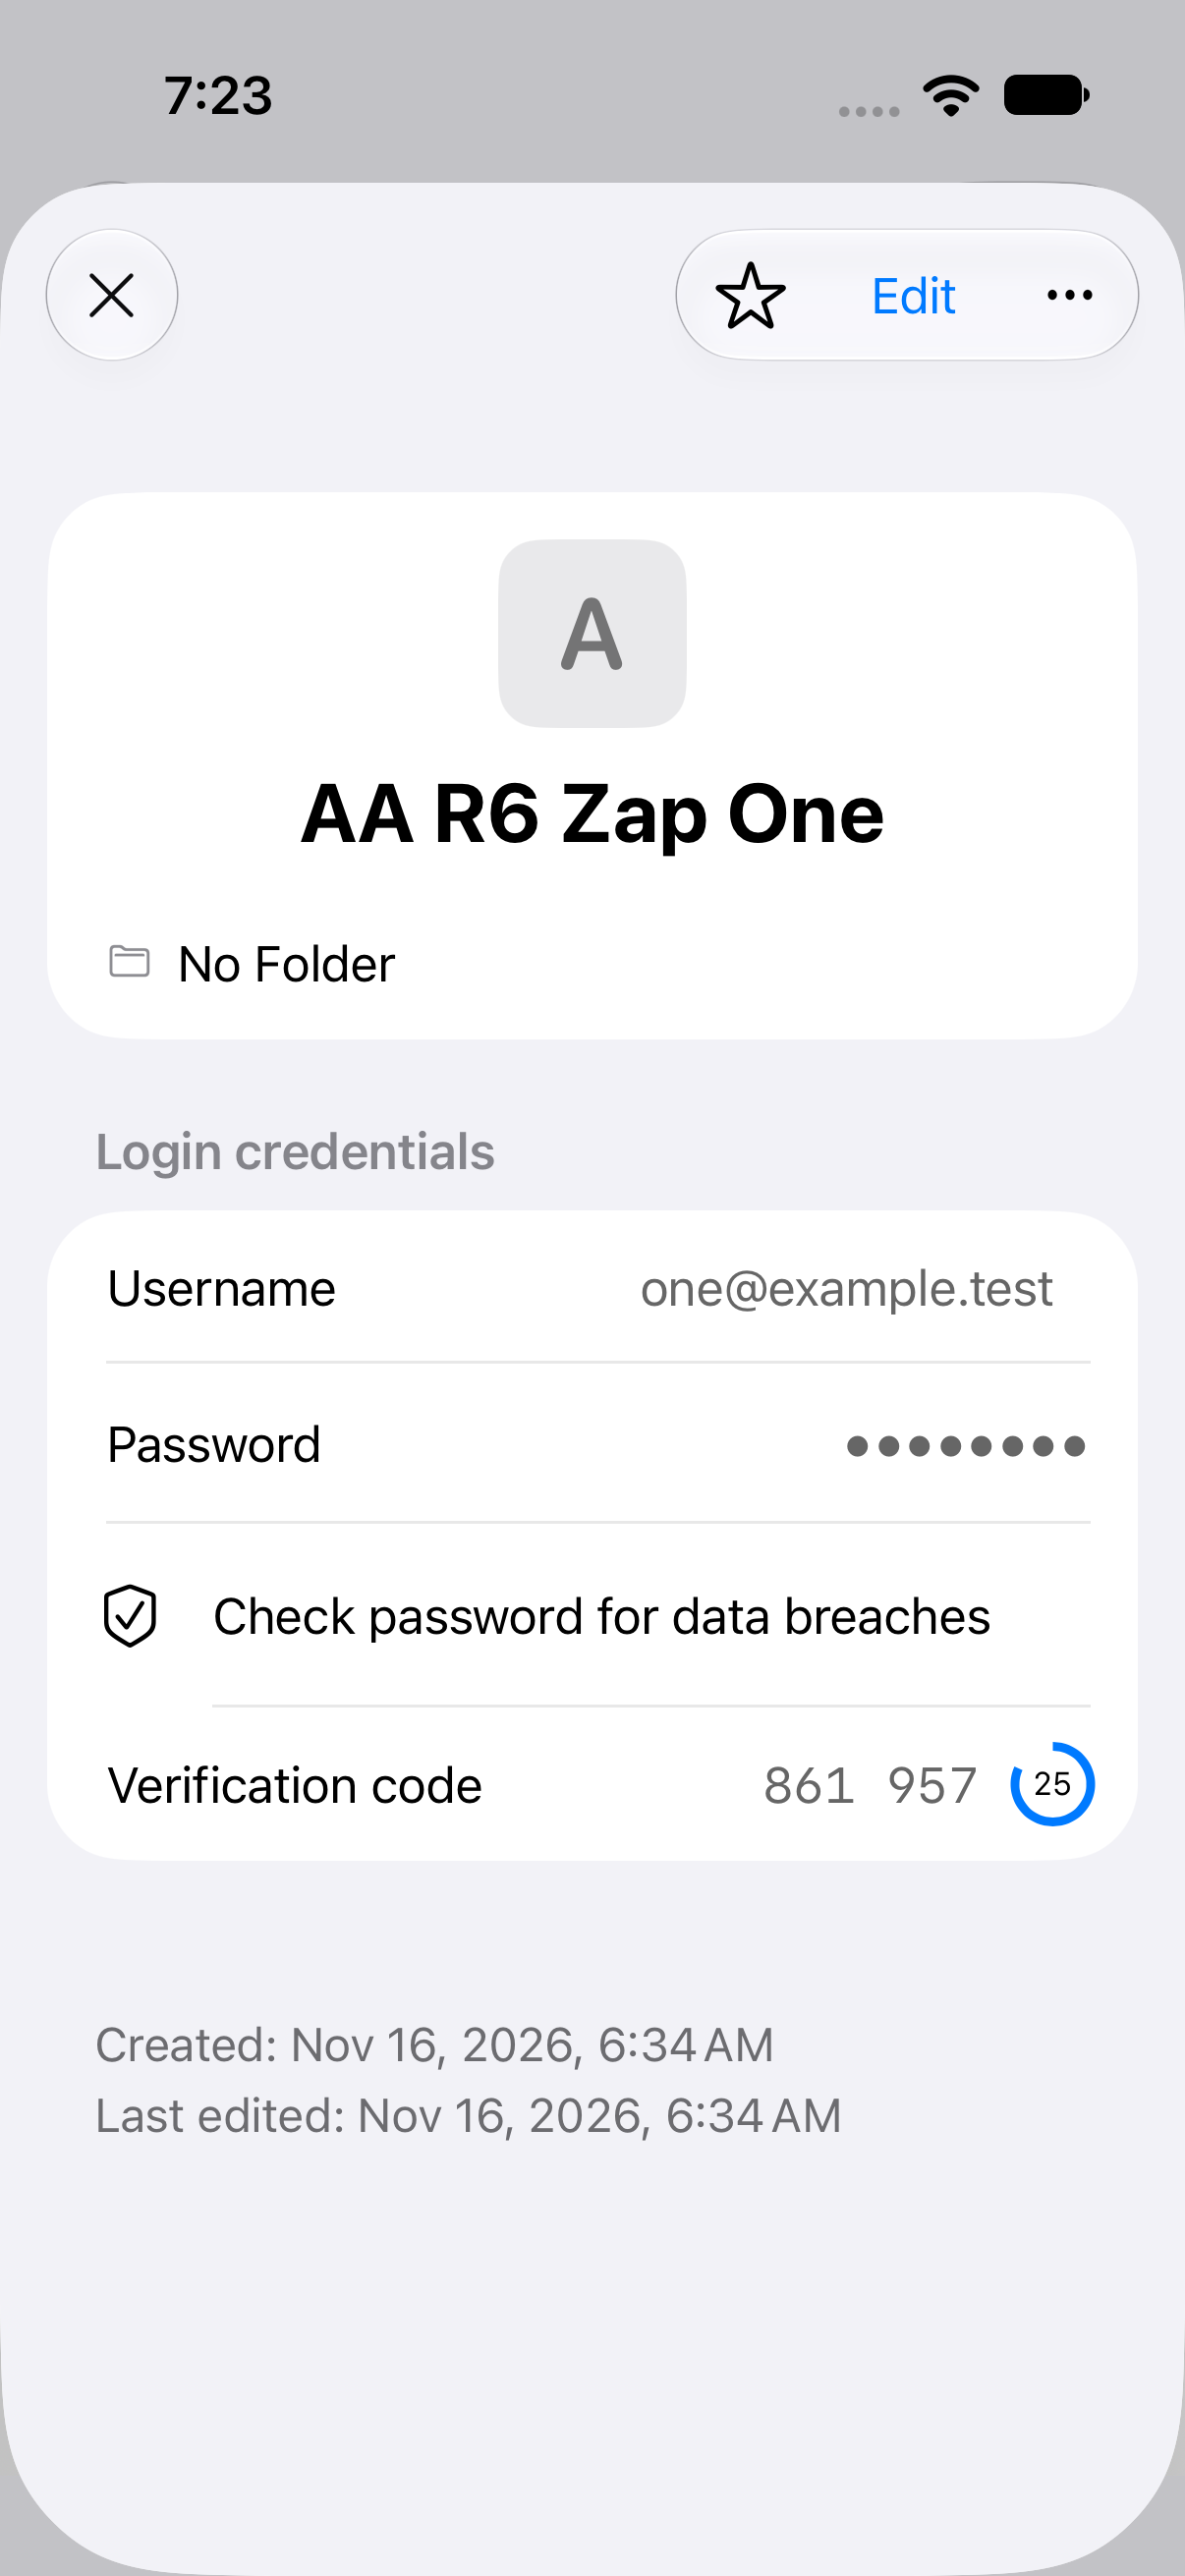 7:23
Edit
A
AA R6 Zap One
No Folder
Login credentials
Username one@example.test
Password ••••••••
Check password for data breaches
Verification code 861 957 25
Created: Nov 16, 2026, 6:34 AM
Last edited: Nov 16, 2026, 6:34 AM